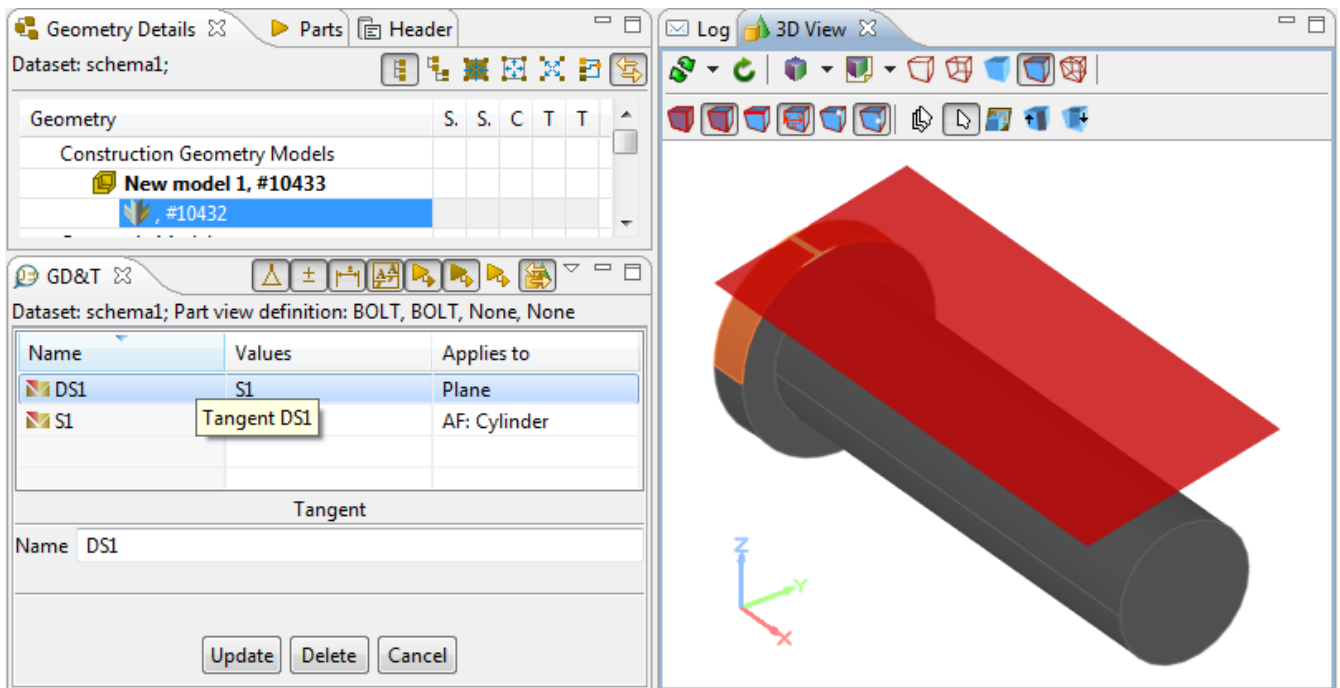 Geometry Details
Parts
Header
Dataset: schema1;
Geometry S. S. C T T
Construction Geometry Models
New model 1, #10433
, #10432
GD&T
Dataset: schema1; Part view definition: BOLT, BOLT, None, None
Name Values Applies to
DS1 S1 Plane
S1 AF: Cylinder
Tangent DS1
Tangent
Name DS1
Update Delete Cancel
Log
3D View
Z
Y
X